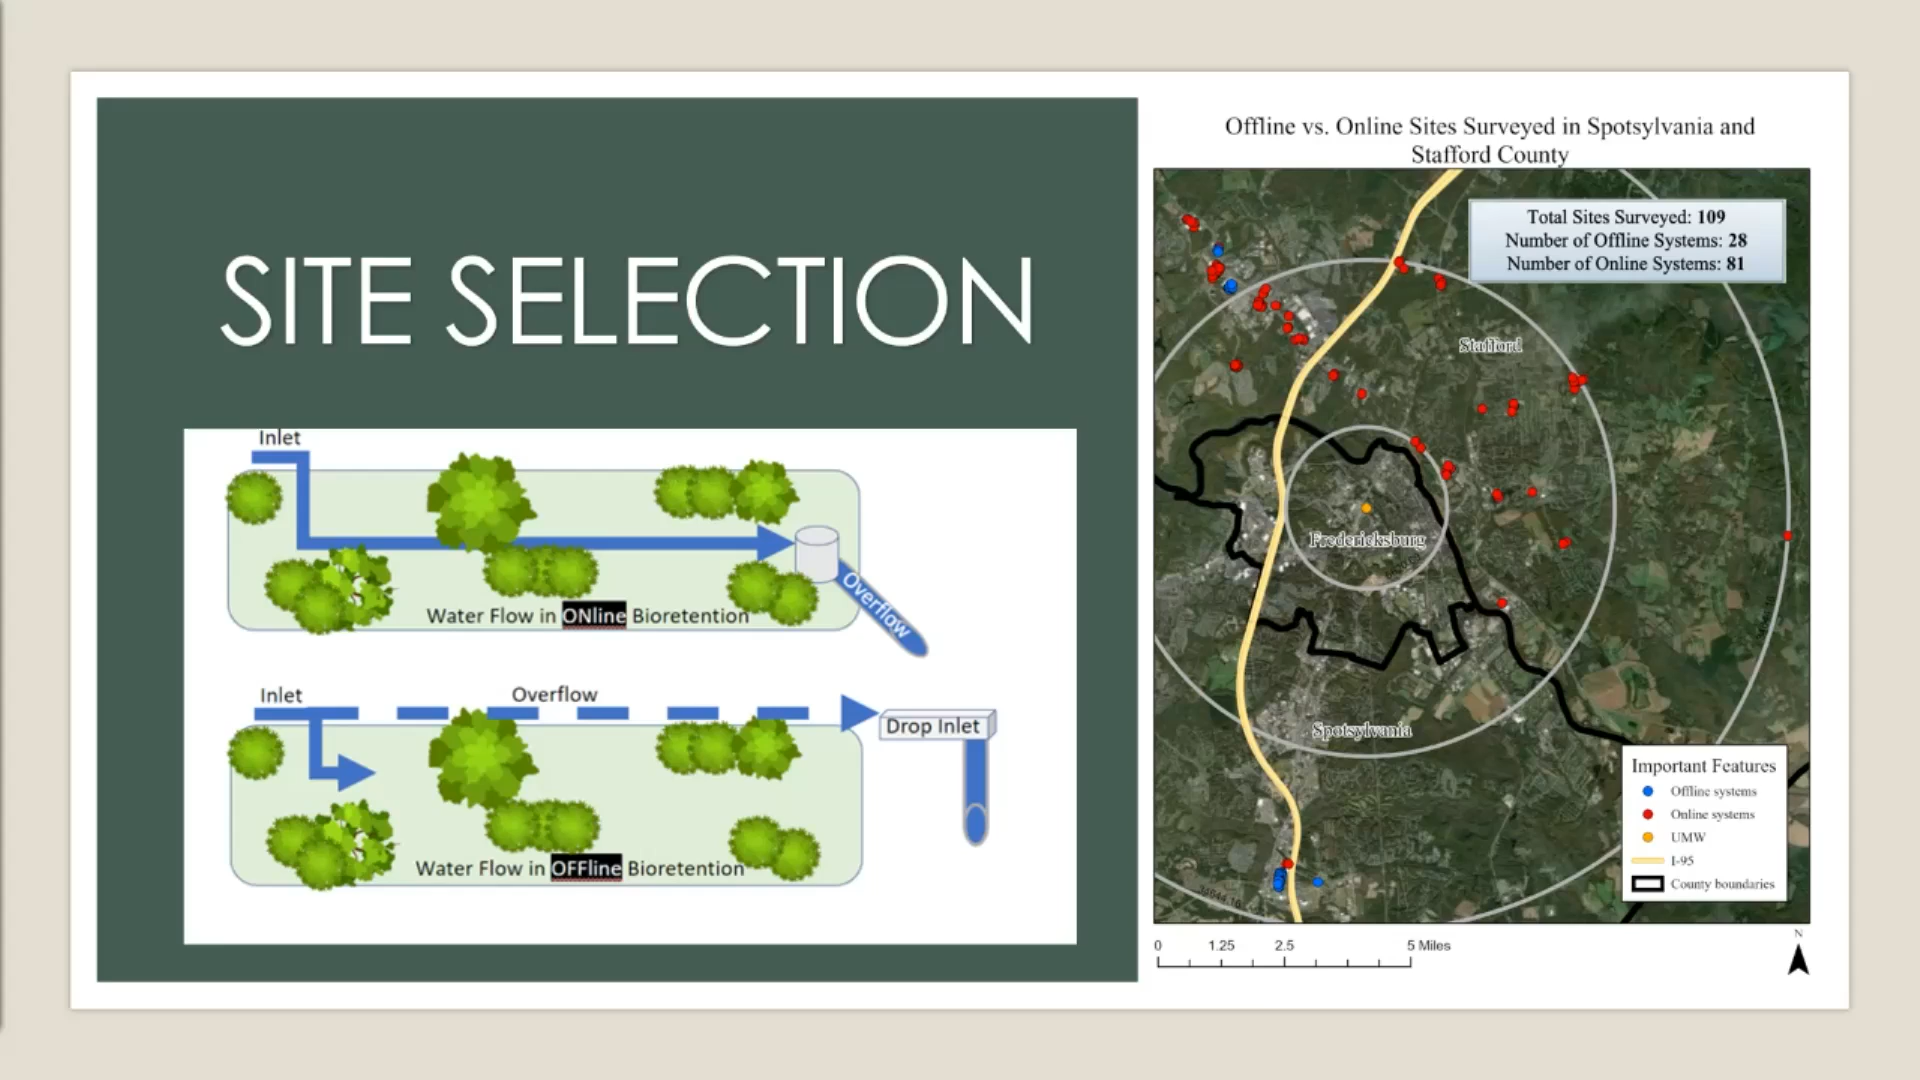 SITE SELECTION
Inlet
Overflow
Water Flow in ONline Bioretention
Inlet
Overflow
Drop Inlet
Water Flow in OFFline Bioretention
Offline vs. Online Sites Surveyed in Spotsylvania and
Stafford County
Total Sites Surveyed: 109
Number of Offline Systems: 28
Number of Online Systems: 81
Stafford
Fredericksburg
Spotsylvania
Important Features
Offline systems
Online systems
UMW
I-95
County boundaries
0 1.25 2.5 5 Miles
N